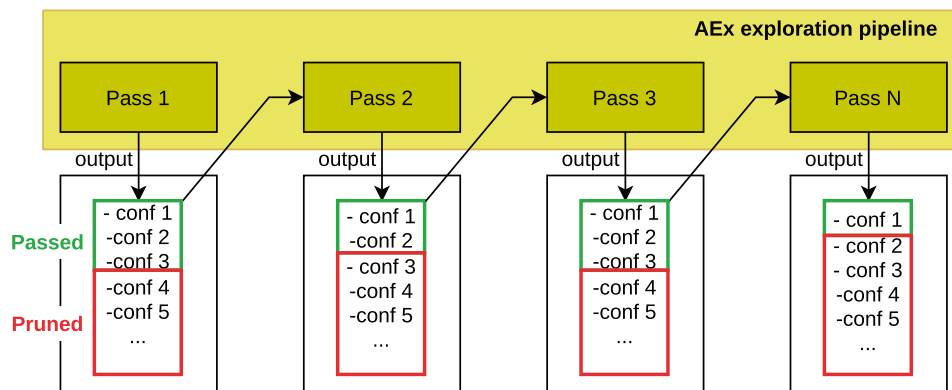 AEx exploration pipeline
Pass 1
Pass 2
Pass 3
Pass N
output
output
output
output
Passed
Pruned
- conf 1
-conf 2
-conf 3
-conf 4
-conf 5
...
- conf 1
-conf 2
- conf 3
-conf 4
-conf 5
...
- conf 1
-conf 2
-conf 3
-conf 4
-conf 5
...
- conf 1
- conf 2
- conf 3
-conf 4
-conf 5
...